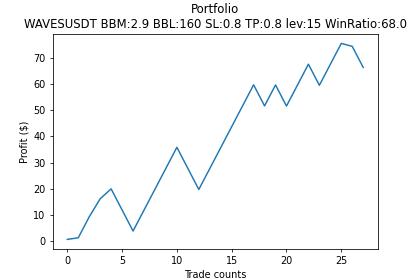 Portfolio
WAVESUSDT BBM:2.9 BBL:160 SL:0.8 TP:0.8 lev:15 WinRatio:68.0
70
60
50
40
30
20
10
0
Profit ($)
0 5 10 15 20 25
Trade counts